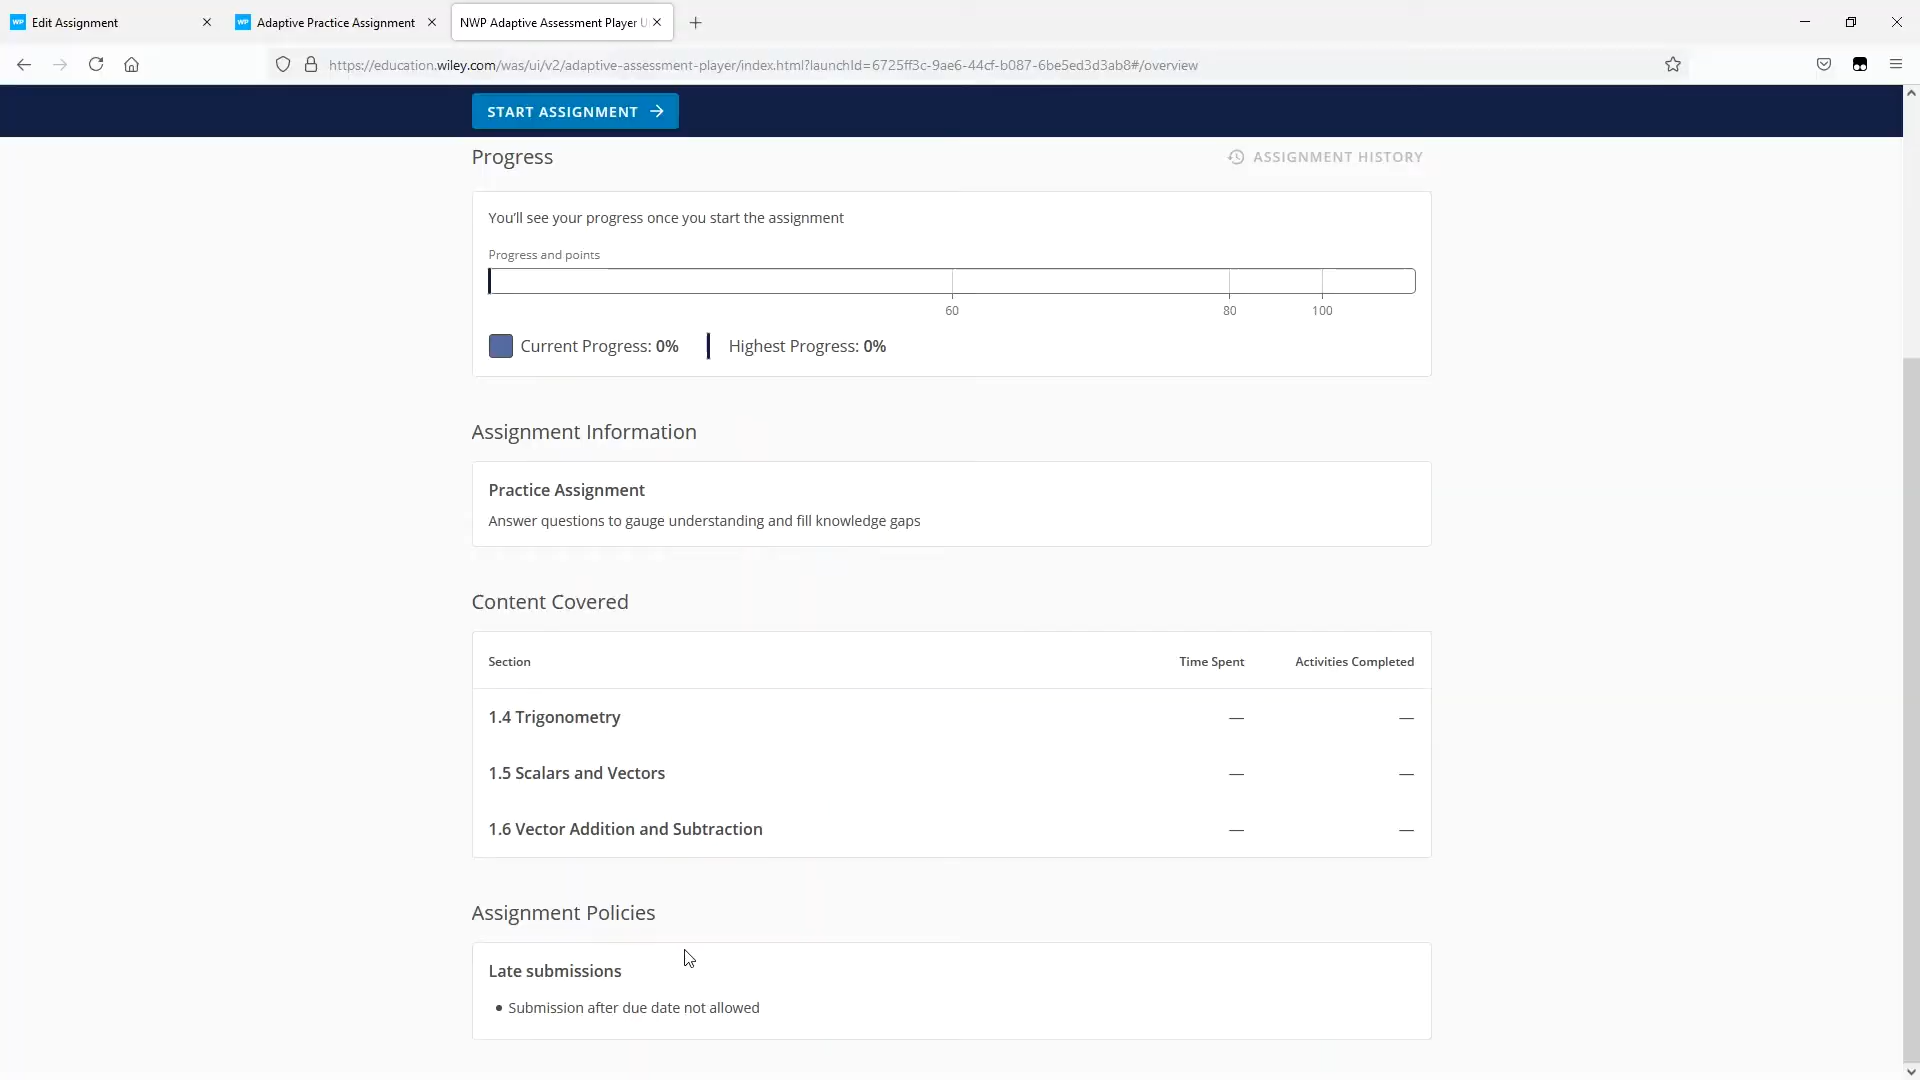 Edit Assignment
Adaptive Practice Assignment
NWP Adaptive Assessment Player U
https://education.wiley.com/was/ui/v2/adaptive-assessment-player/index.html?launchId=6725ff3c-9ae6-44cf-b087-6be5ed3d3ab8#/overview
START ASSIGNMENT
Progress
ASSIGNMENT HISTORY
You'll see your progress once you start the assignment
Progress and points
60 80 100
Current Progress: 0%
Highest Progress: 0%
Assignment Information
Practice Assignment
Answer questions to gauge understanding and fill knowledge gaps
Content Covered
Section Time Spent Activities Completed
1.4 Trigonometry — —
1.5 Scalars and Vectors — —
1.6 Vector Addition and Subtraction — —
Assignment Policies
Late submissions
• Submission after due date not allowed